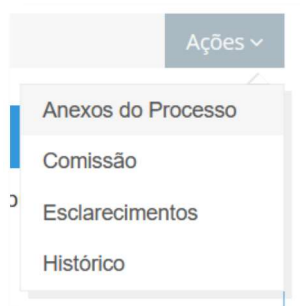 Ações
Anexos do Processo
Comissão
Esclarecimentos
Histórico